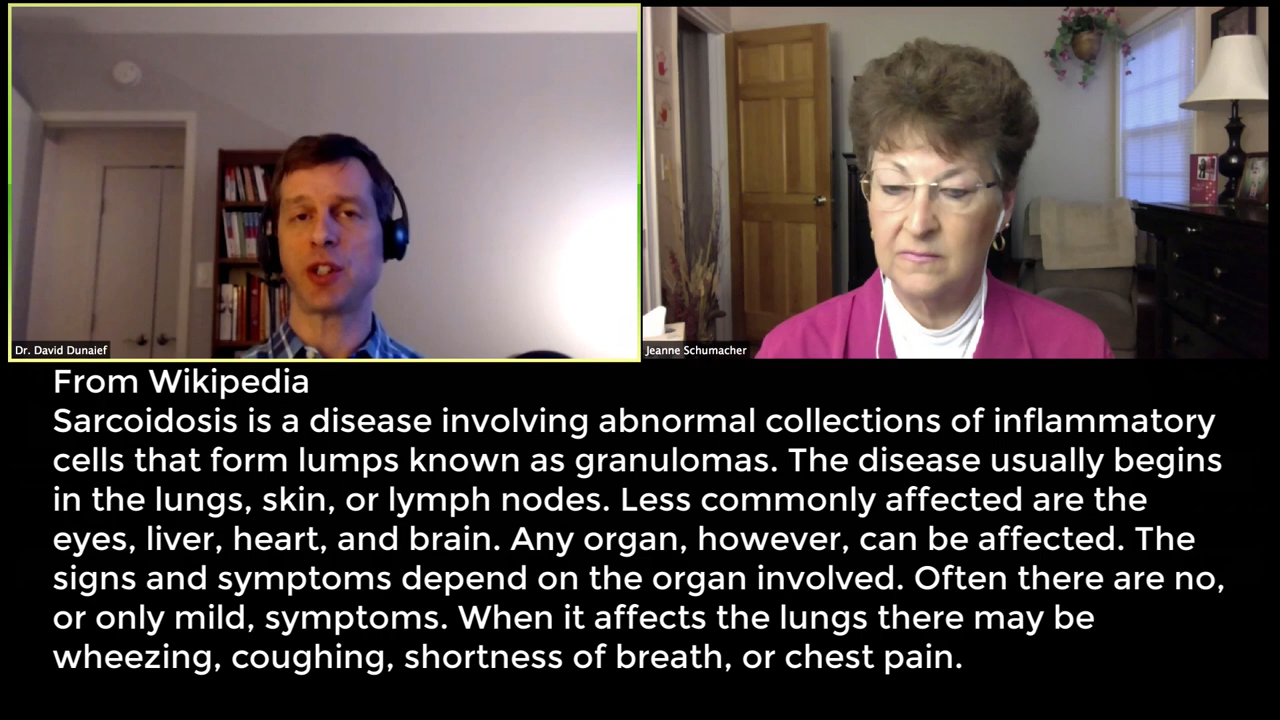 Dr. David Dunaief
Jeanne Schumacher
From Wikipedia
Sarcoidosis is a disease involving abnormal collections of inflammatory
cells that form lumps known as granulomas. The disease usually begins
in the lungs, skin, or lymph nodes. Less commonly affected are the
eyes, liver, heart, and brain. Any organ, however, can be affected. The
signs and symptoms depend on the organ involved. Often there are no,
or only mild, symptoms. When it affects the lungs there may be
wheezing, coughing, shortness of breath, or chest pain.